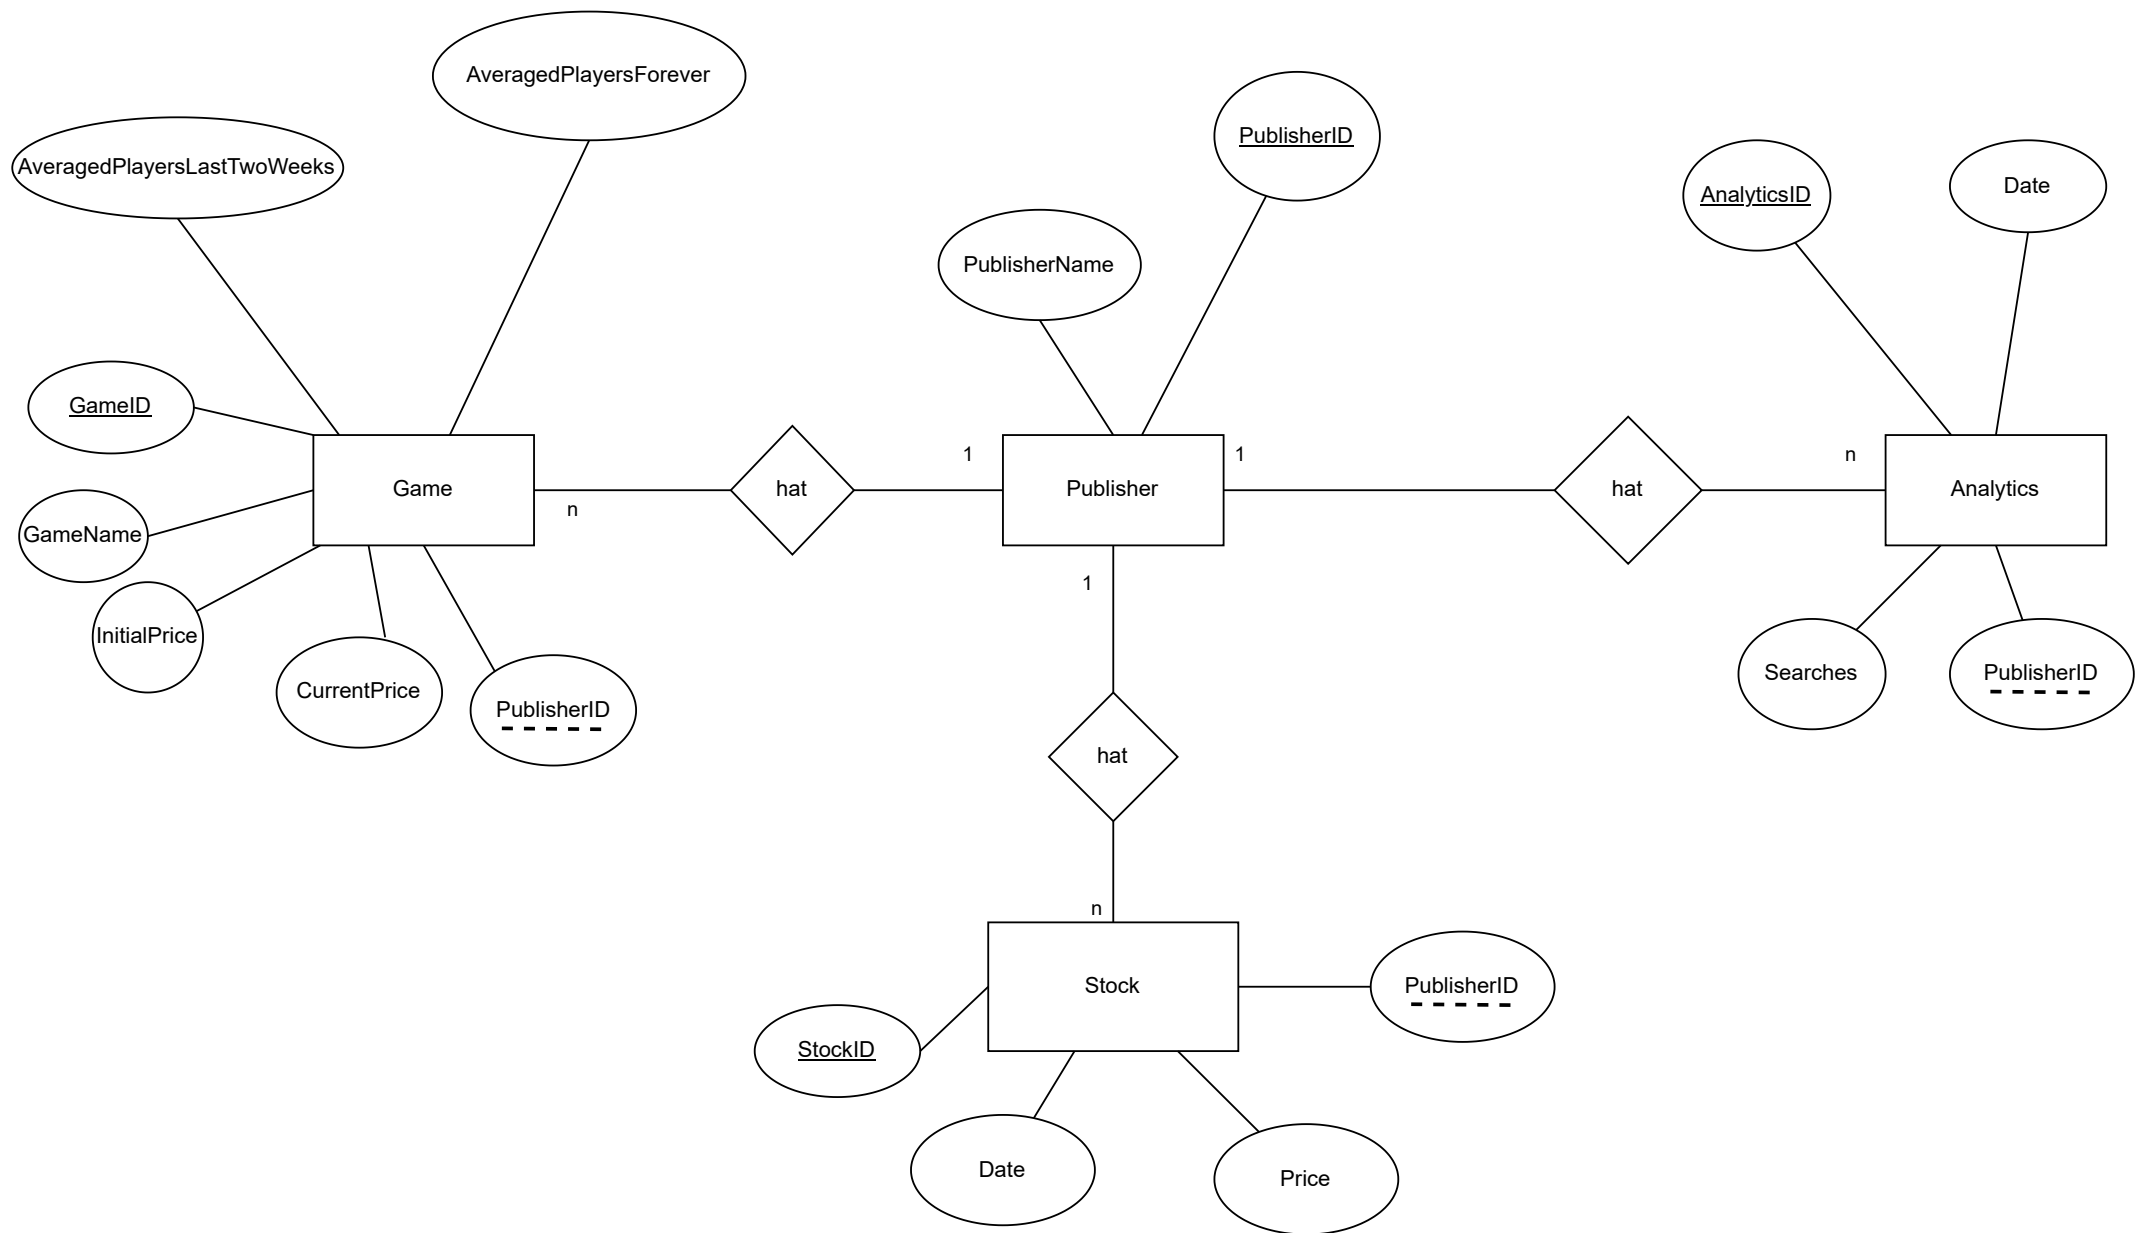 AveragedPlayersForever
AveragedPlayersLastTwoWeeks
PublisherID
PublisherName
AnalyticsID
Date
GameID
Game
n
hat
1
Publisher
1
hat
n
Analytics
GameName
InitialPrice
CurrentPrice
PublisherID
1
hat
n
Searches
PublisherID
Stock
PublisherID
StockID
Date
Price